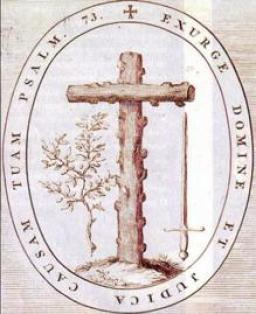 ✠ EXURGE DOMINE ET JUDICA CAUSAM TUAM PSALM. 73.